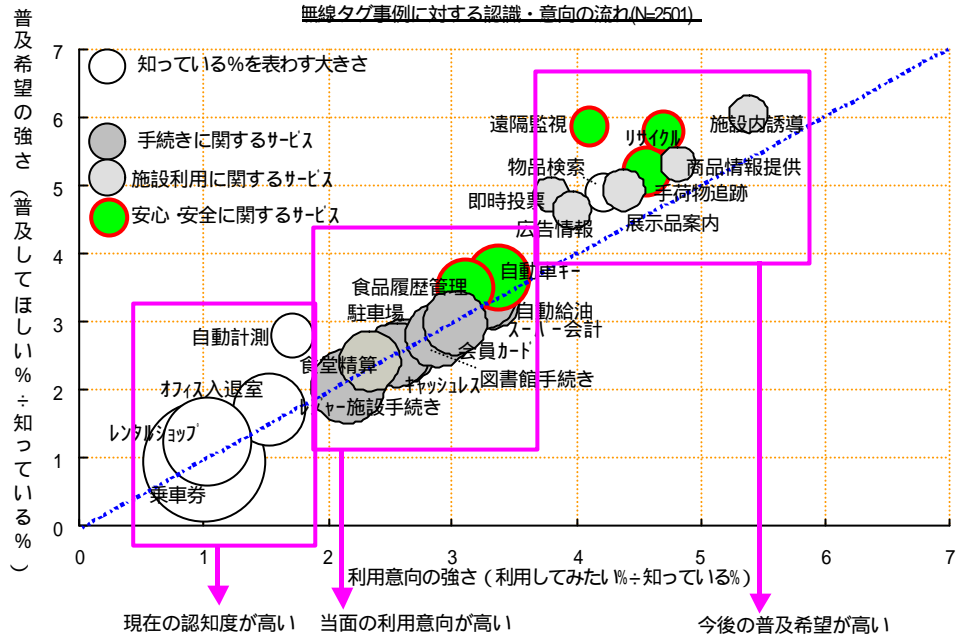 無線タグ事例に対する認識・意向の流れ(N=2501)
普及希望の強さ(普及してほしい%÷知っている%)
7
6
5
4
3
2
1
0
知っている%を表わす大きさ
手続きに関するサービス
施設利用に関するサービス
安心・安全に関するサービス
遠隔監視
リサイクル
施設内誘導
物品検索
商品情報提供
即時投票
手荷物追跡
広告情報
展示品案内
自動車キー
食品履歴管理
駐車場
自動給油
スーパー会計
自動計測
食堂精算
会員カード
図書館手続き
オフィス入退室
キャッシュレス
レジャー施設手続き
レンタルショップ
乗車券
0 1 2 3 4 5 6 7
利用意向の強さ(利用してみたい%÷知っている%)
現在の認知度が高い
当面の利用意向が高い
今後の普及希望が高い